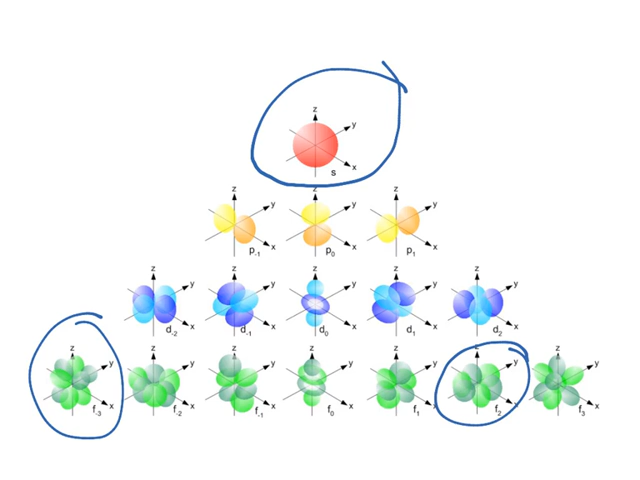 z
y
x
s
z z z
y y y
x x x
p-1 p0 p1
z z z z z
y y y y y
x x x x x
d-2 d-1 d0 d1 d2
z z z z z z z
y y y y y y y
x x x x x x x
f-3 f-2 f-1 f0 f1 f2 f3